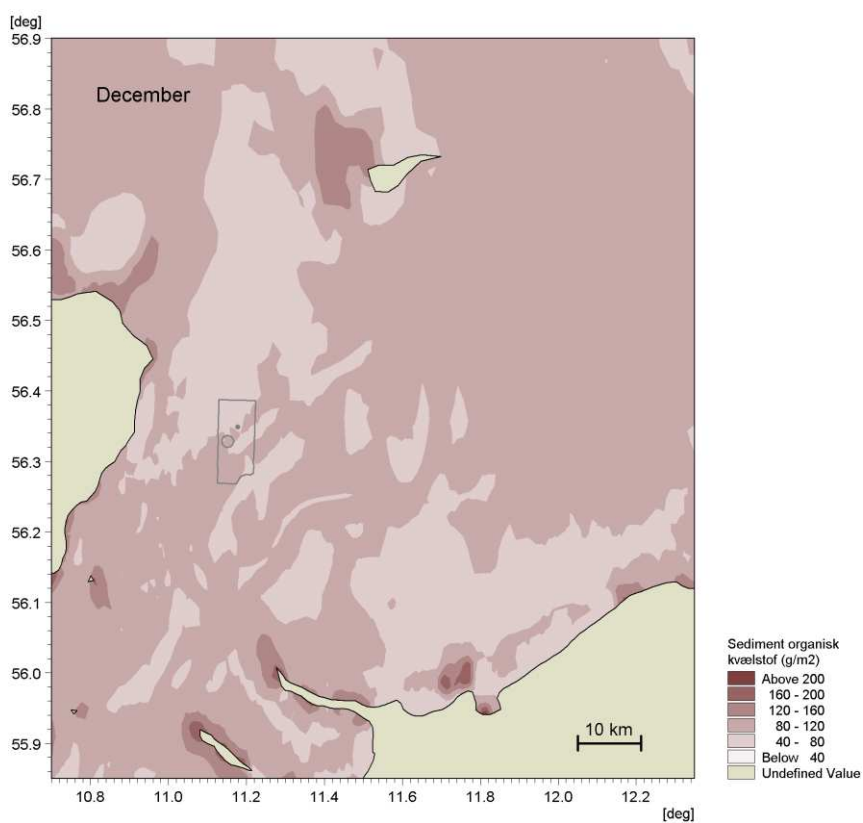 [deg]
56.9
56.8
56.7
56.6
56.5
56.4
56.3
56.2
56.1
56.0
55.9
December
10 km
10.8 11.0 11.2 11.4 11.6 11.8 12.0 12.2
[deg]
Sediment organisk
kvælstof (g/m2)
Above 200
160 - 200
120 - 160
80 - 120
40 - 80
Below 40
Undefined Value